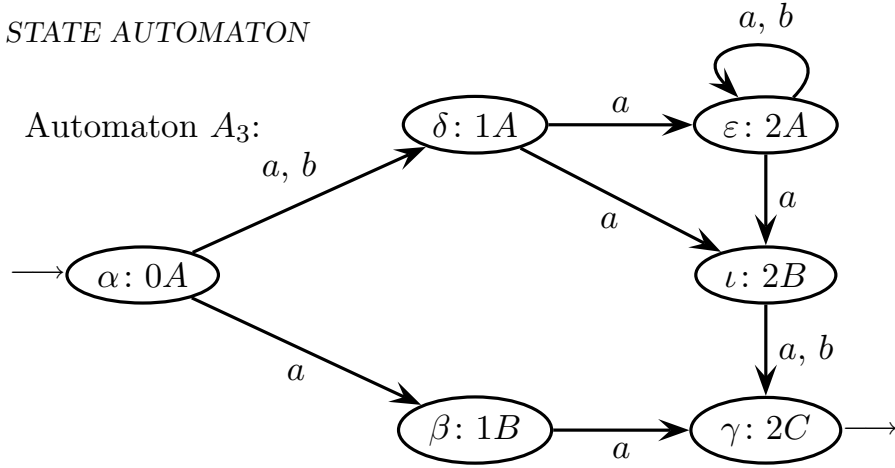 STATE AUTOMATON
a, b
Automaton A₃:
δ: 1A
a
ε: 2A
a, b
a
a
α: 0A
ι: 2B
a
a, b
β: 1B
a
γ: 2C